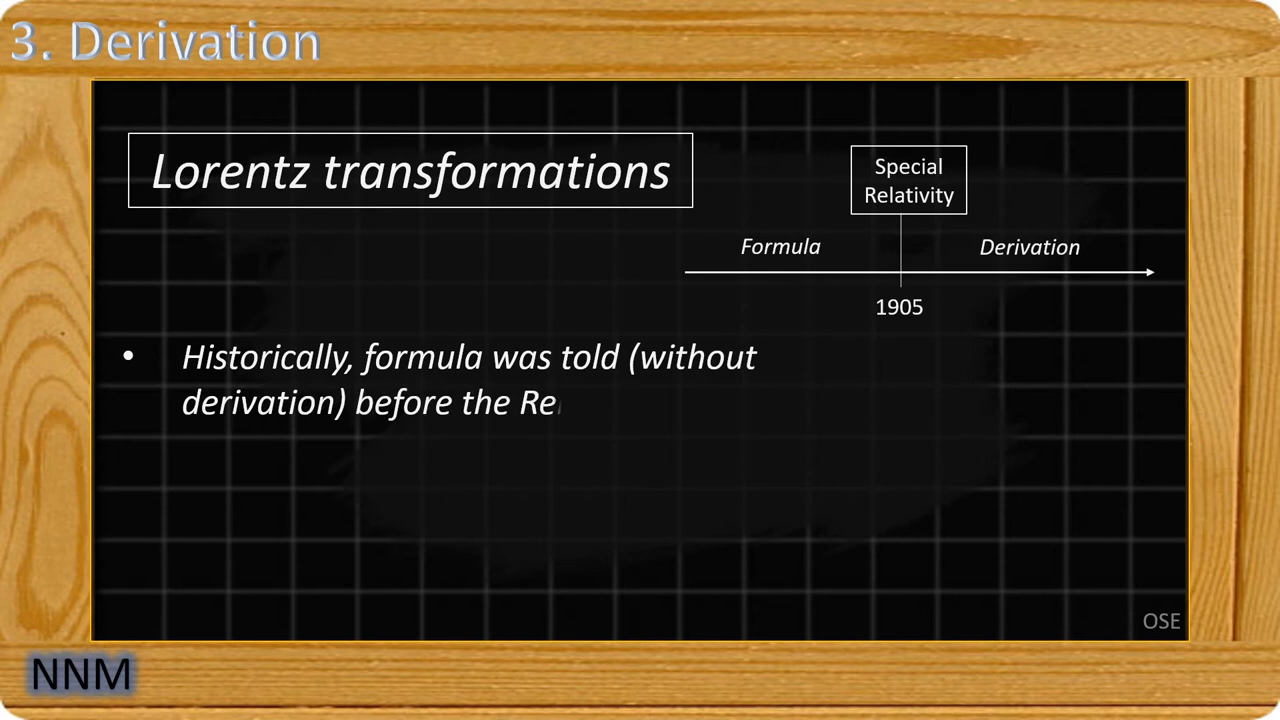 3. Derivation
Lorentz transformations
Special
Relativity
Formula
Derivation
1905
• Historically, formula was told (without
derivation) before the Re
OSE
NNM